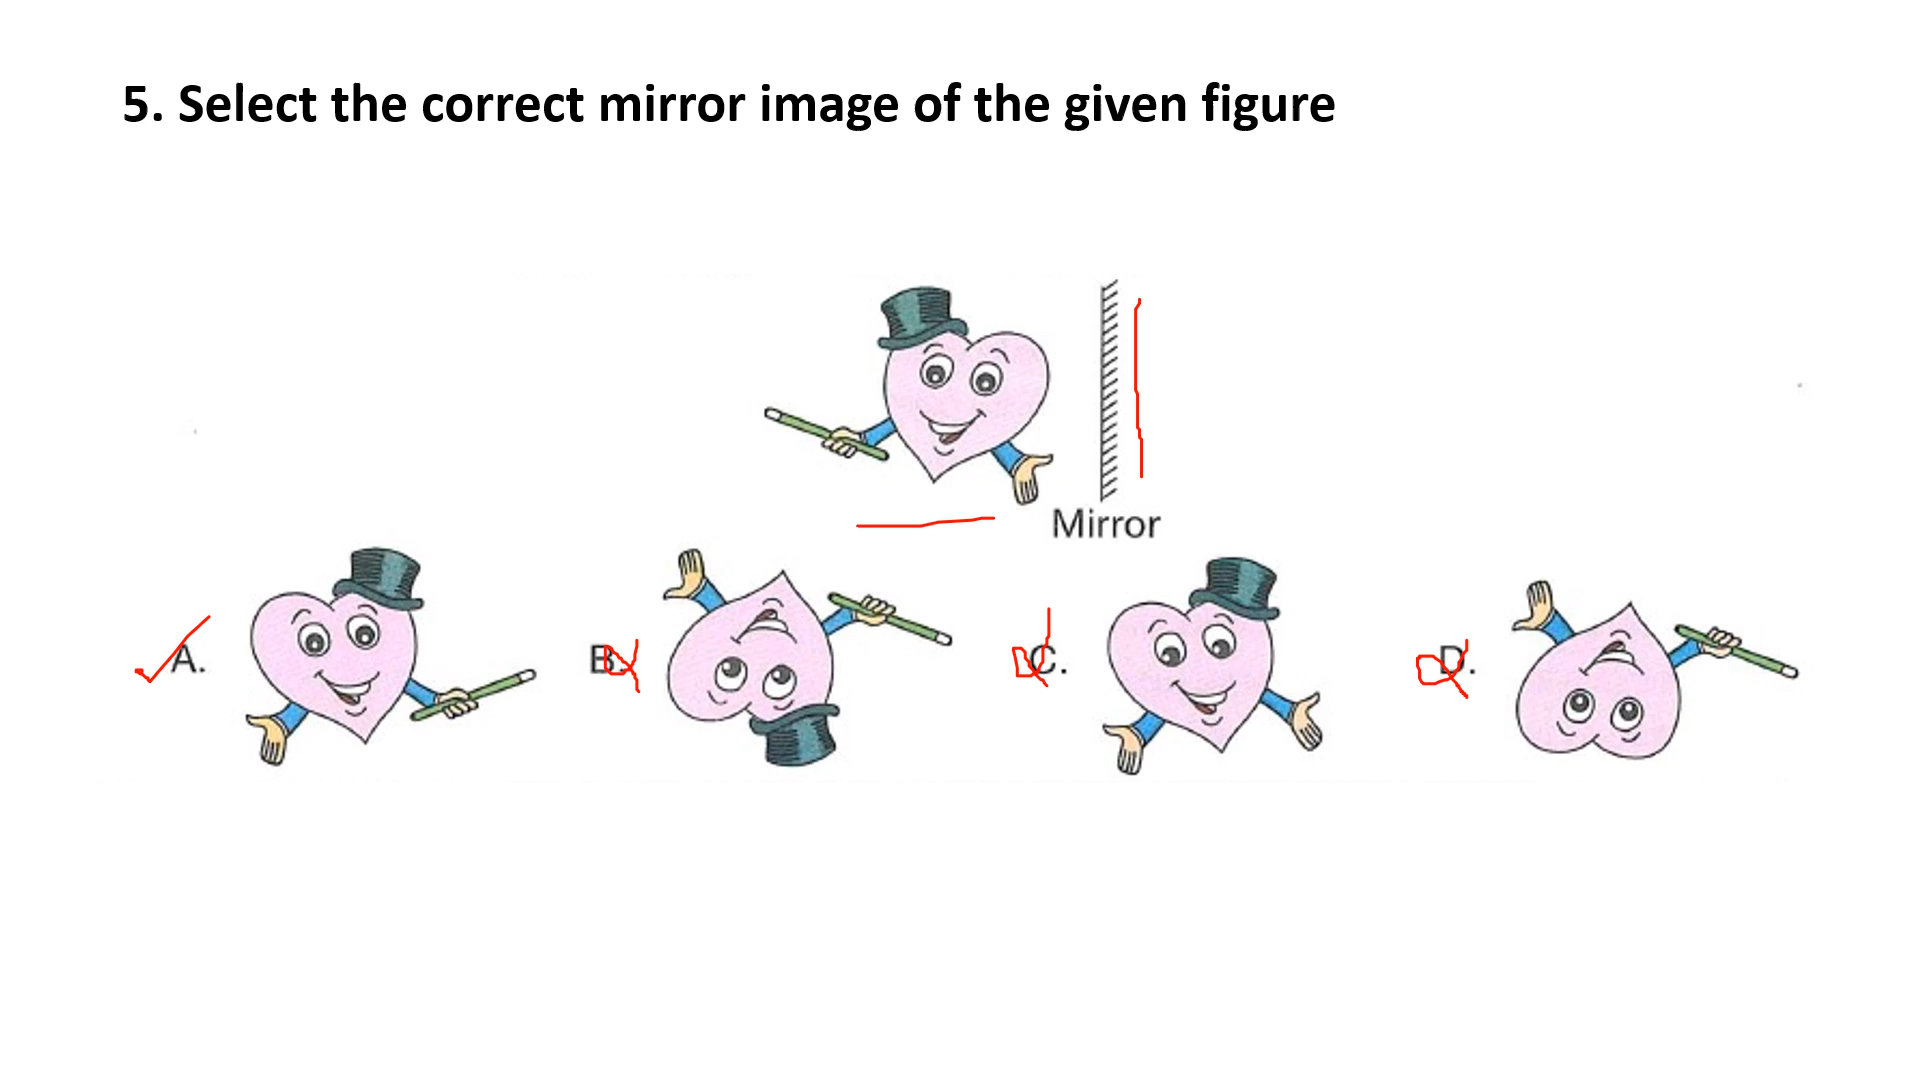 5. Select the correct mirror image of the given figure
Mirror
A.
B.
C.
D.